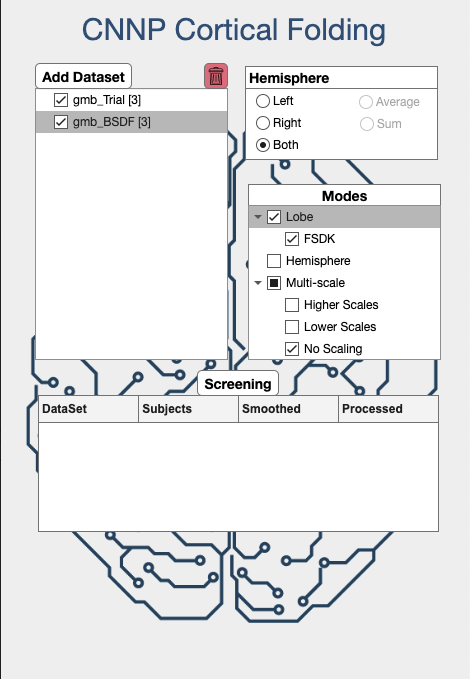 CNNP Cortical Folding
Add Dataset
gmb_Trial [3]
gmb_BSDF [3]
Hemisphere
Left
Average
Right
Sum
Both
Modes
Lobe
FSDK
Hemisphere
Multi-scale
Higher Scales
Lower Scales
No Scaling
Screening
DataSet Subjects Smoothed Processed